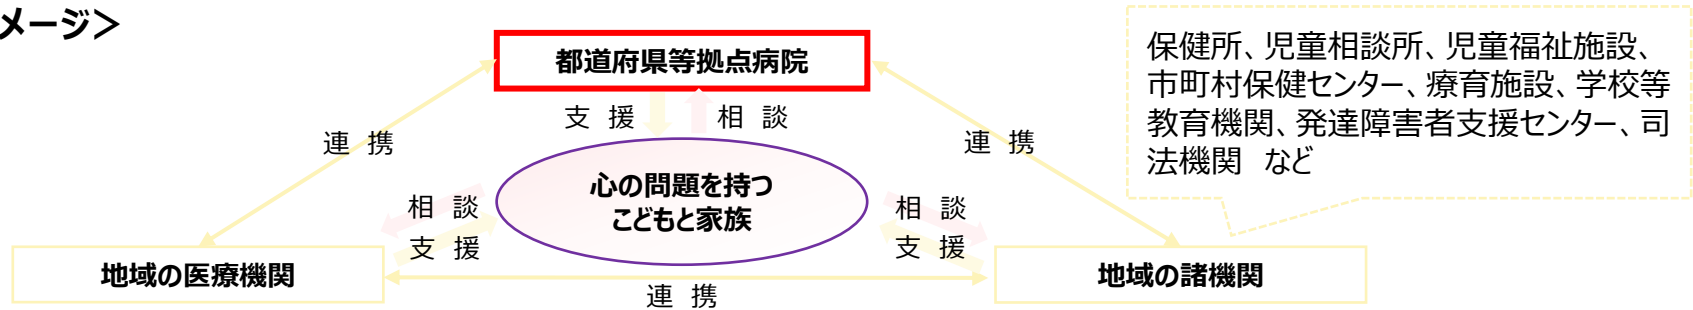 メージ＞
都道府県等拠点病院
保健所、児童相談所、児童福祉施設、
市町村保健センター、療育施設、学校等
教育機関、発達障害者支援センター、司
法機関　など
支 援
相 談
連 携
連 携
心の問題を持つ
こどもと家族
相 談
支 援
相 談
支 援
地域の医療機関
地域の諸機関
連 携